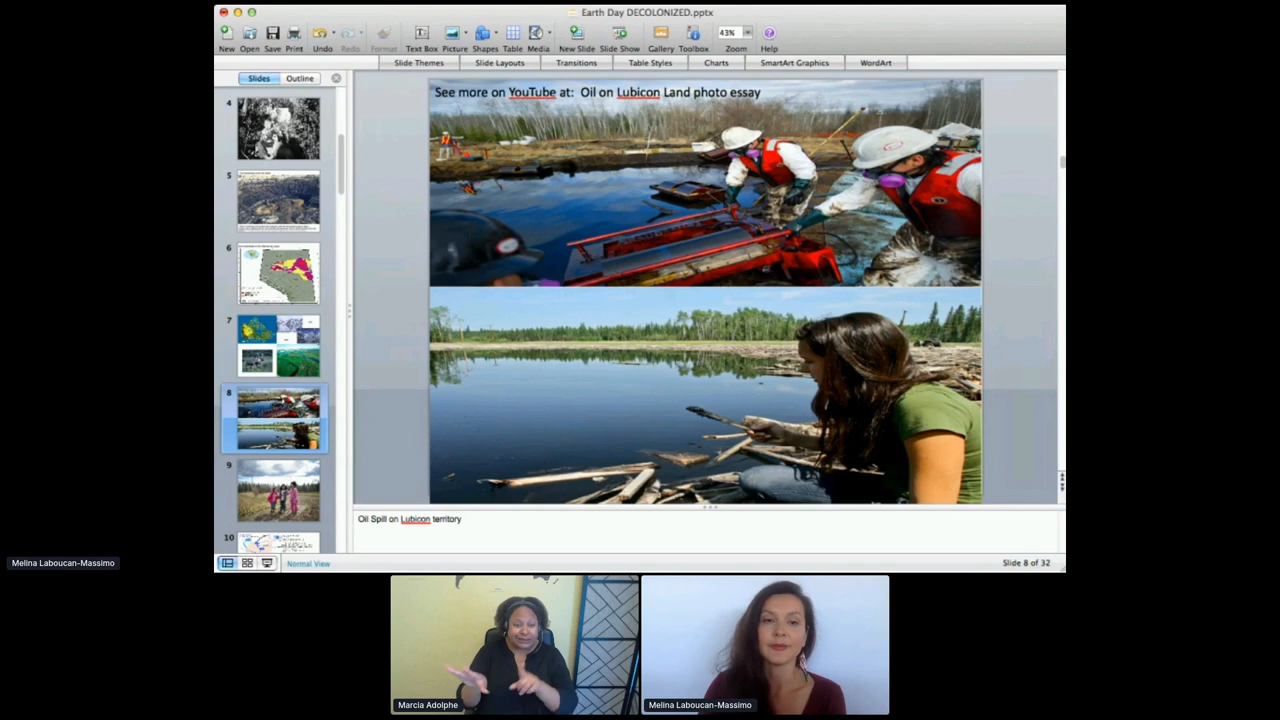 Earth Day DECOLONIZED.pptx
43%
New Open Save Print Undo Redo Format Text Box Picture Shapes Table Media New Slide Slide Show Gallery Toolbox Zoom Help
Slide Themes Slide Layouts Transitions Table Styles Charts SmartArt Graphics WordArt
Slides Outline
See more on YouTube at: Oil on Lubicon Land photo essay
4
5
6
7
8
9
10
Oil Spill on Lubicon territory
Normal View
Slide 8 of 32
Melina Laboucan-Massimo
Marcia Adolphe
Melina Laboucan-Massimo